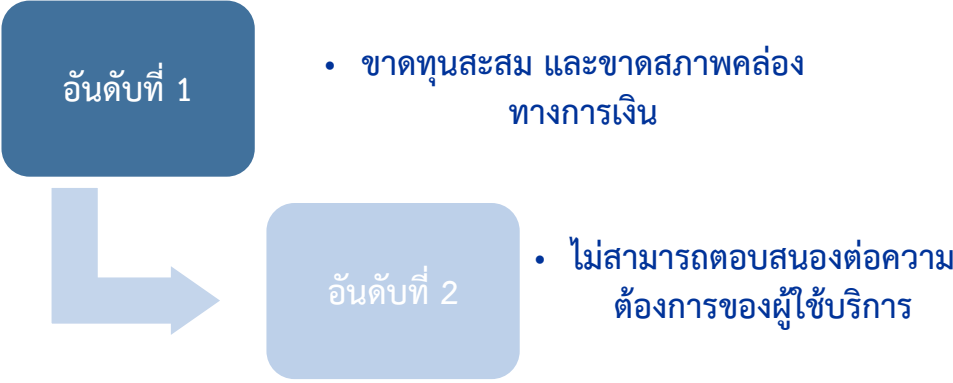 อันดับที่ 1
• ขาดทุนสะสม และขาดสภาพคล่อง
ทางการเงิน
อันดับที่ 2
• ไม่สามารถตอบสนองต่อความ
ต้องการของผู้ใช้บริการ